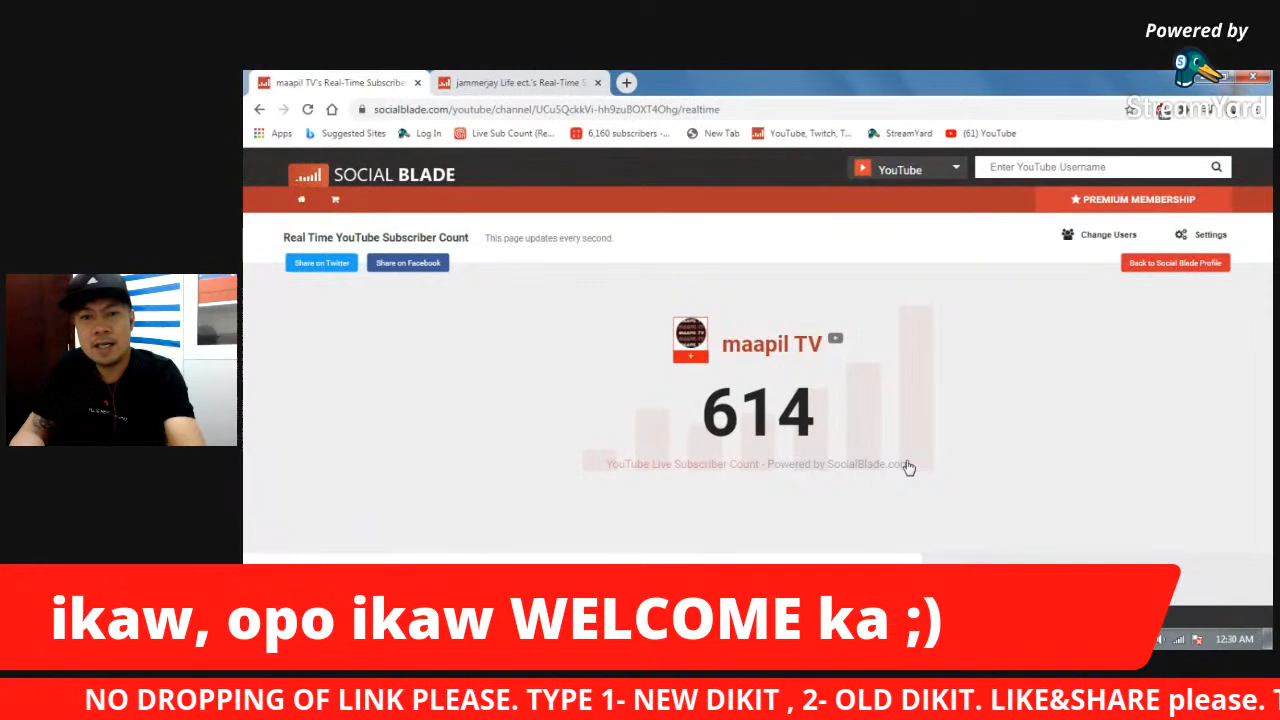 Powered by
StreamYard
maapil TV's Real-Time Subscribe
jammerjay Life ect.'s Real-Time S
socialblade.com/youtube/channel/UCu5QckkVi-hh9zuBOXT4Ohg/realtime
Apps
Suggested Sites
Log In
Live Sub Count (Re...
6,160 subscribers -...
New Tab
YouTube, Twitch, T...
StreamYard
(61) YouTube
SOCIAL BLADE
YouTube
Enter YouTube Username
PREMIUM MEMBERSHIP
Real Time YouTube Subscriber Count
This page updates every second.
Change Users
Settings
Share on Twitter
Share on Facebook
Back to Social Blade Profile
maapil TV
614
YouTube Live Subscriber Count - Powered by SocialBlade.com
ikaw, opo ikaw WELCOME ka ;)
12:30 AM
NO DROPPING OF LINK PLEASE. TYPE 1- NEW DIKIT , 2- OLD DIKIT. LIKE&SHARE please. T